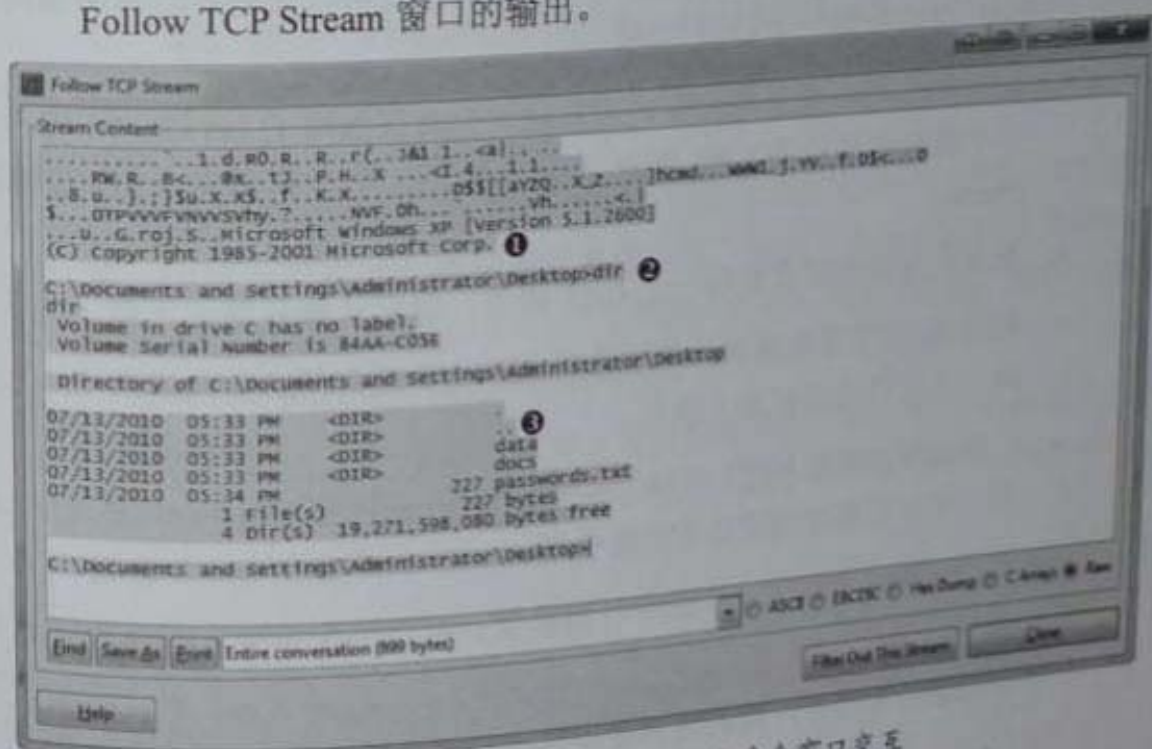 Follow TCP Stream 窗口的输出。
Follow TCP Stream
Stream Content
(C) Copyright 1985-2001 Microsoft Corp. ❶
Microsoft Windows XP [Version 5.1.2600]
C:\Documents and Settings\Administrator\Desktop>dir ❷
dir
Volume in drive C has no label.
Volume Serial Number is 84AA-C056
Directory of C:\Documents and Settings\Administrator\Desktop
07/13/2010 05:33 PM <DIR> .
07/13/2010 05:33 PM <DIR> .. ❸
07/13/2010 05:33 PM <DIR> data
07/13/2010 05:33 PM <DIR> docs
07/13/2010 05:34 PM 227 passwords.txt
1 File(s) 227 bytes
4 Dir(s) 19,271,598,080 bytes free
C:\Documents and Settings\Administrator\Desktop>
ASCII EBCDIC Hex Dump C Arrays Raw
Find Save As Print Entire conversation (899 bytes)
Filter Out This Stream Close
Help
窗口交互